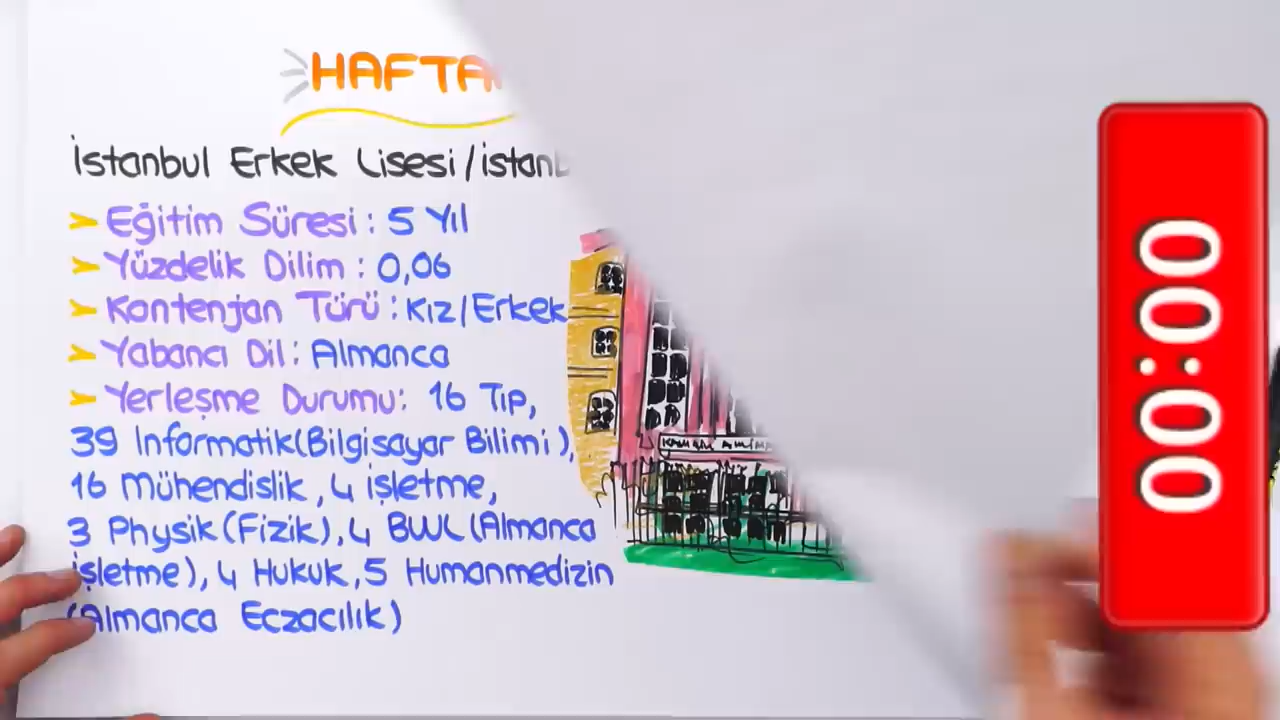 HAFTA
İstanbul Erkek Lisesi/İstanb
➤ Eğitim Süresi: 5 Yıl
➤ Yüzdelik Dilim: 0,06
➤ Kontenjan Türü: Kız/Erkek
➤ Yabancı Dil: Almanca
➤ Yerleşme Durumu: 16 Tıp,
39 Informatik(Bilgisayar Bilimi),
16 Mühendislik, 4 işletme,
3 Physik(Fizik), 4 BWL(Almanca
işletme), 4 Hukuk, 5 Humanmedizin
(Almanca Eczacılık)
00:00